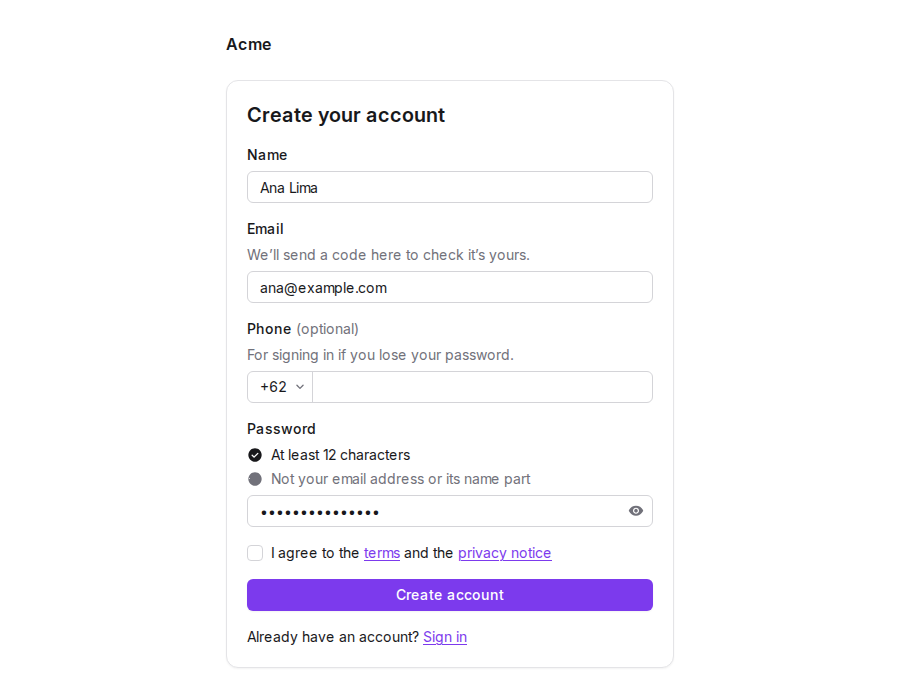 Acme
Create your account
Name
Ana Lima
Email
We’ll send a code here to check it’s yours.
ana@example.com
Phone (optional)
For signing in if you lose your password.
+62
Password
At least 12 characters
Not your email address or its name part
•••••••••••••••
I agree to the terms and the privacy notice
Create account
Already have an account? Sign in